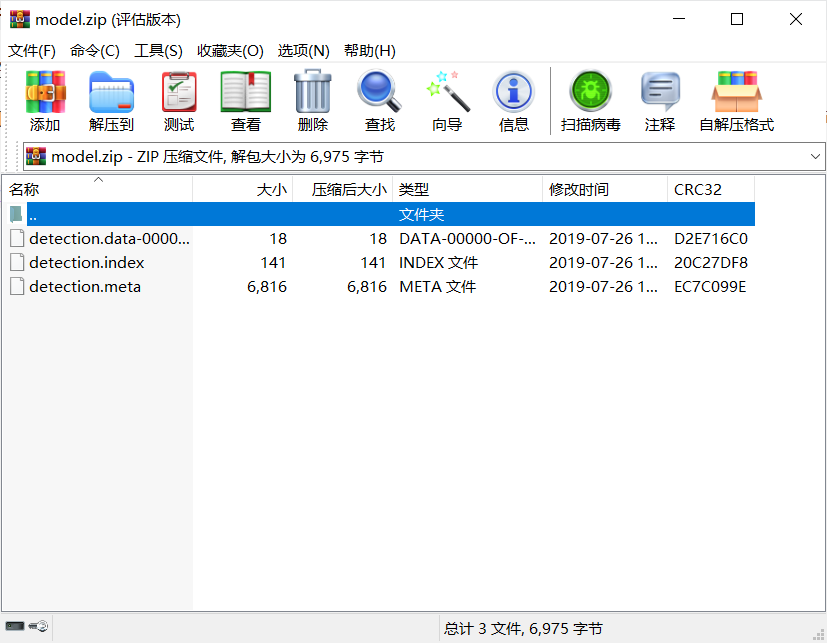 model.zip (评估版本)
文件(F) 命令(C) 工具(S) 收藏夹(O) 选项(N) 帮助(H)
添加 解压到 测试 查看 删除 查找 向导 信息 扫描病毒 注释 自解压格式
model.zip - ZIP 压缩文件, 解包大小为 6,975 字节
名称 大小 压缩后大小 类型 修改时间 CRC32
.. 文件夹
detection.data-0000... 18 18 DATA-00000-OF-... 2019-07-26 1... D2E716C0
detection.index 141 141 INDEX 文件 2019-07-26 1... 20C27DF8
detection.meta 6,816 6,816 META 文件 2019-07-26 1... EC7C099E
总计 3 文件, 6,975 字节